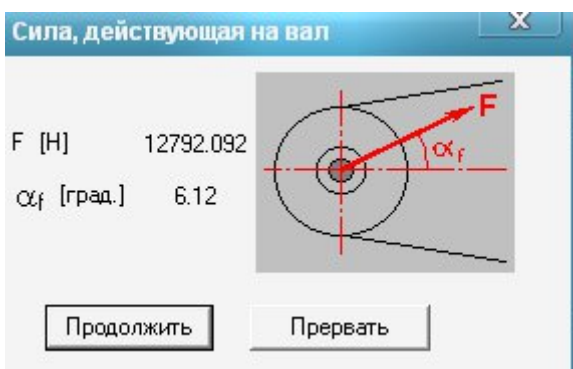 Сила, действующая на вал
F [Н] 12792.092
αf [град.] 6.12
F
αf
Продолжить Прервать